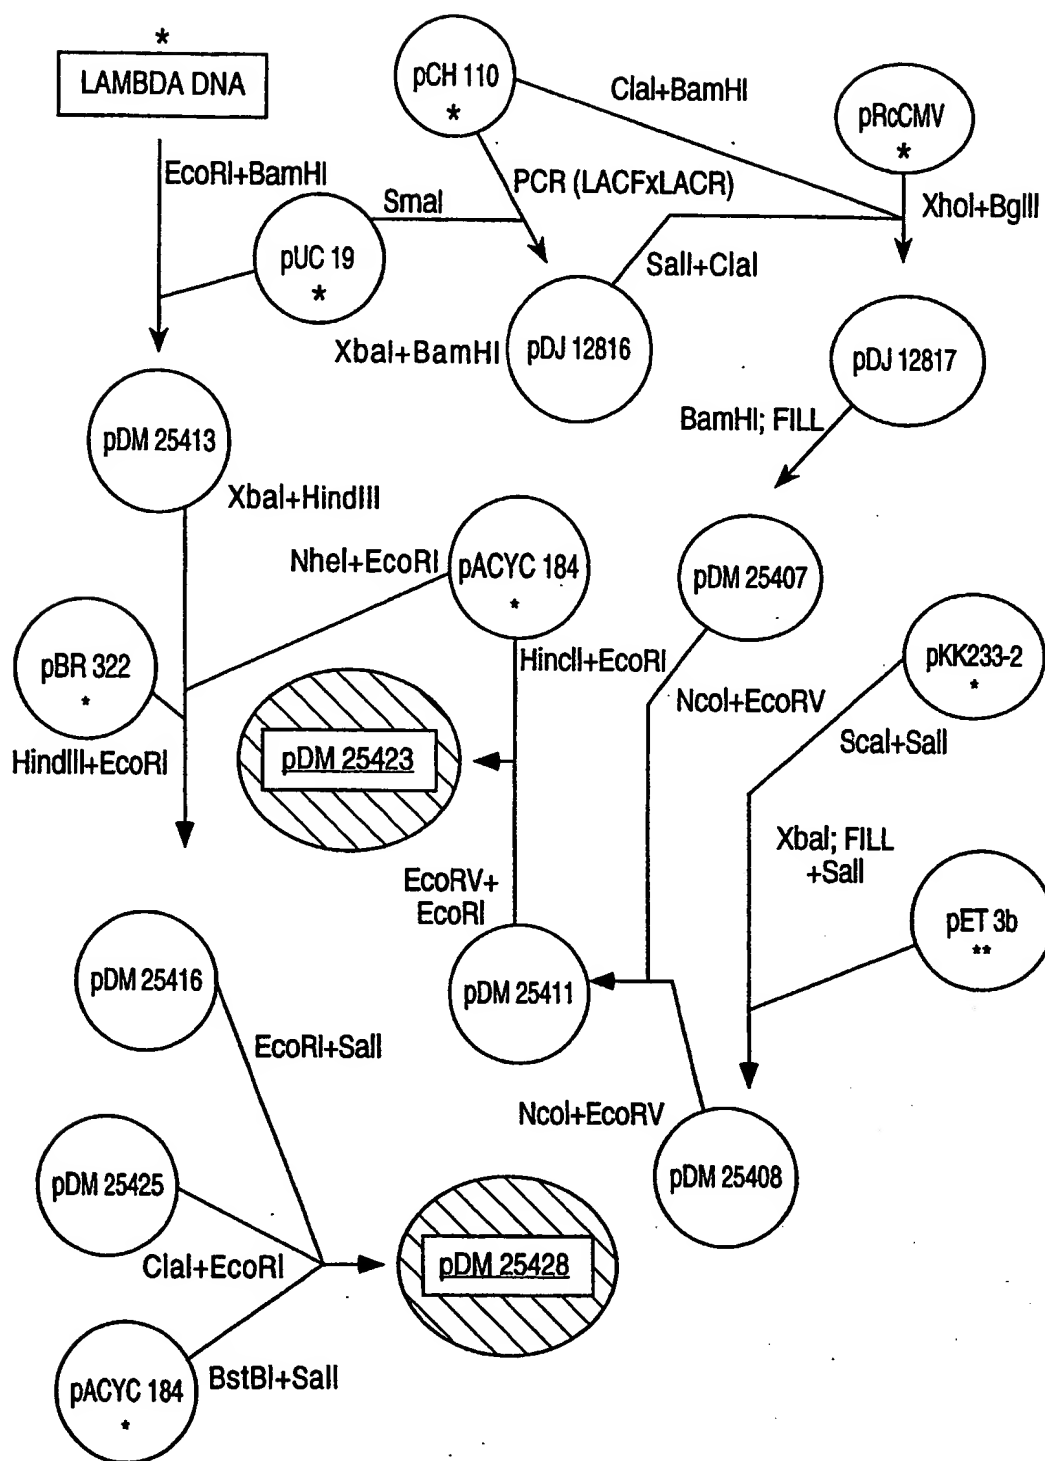 *
LAMBDA DNA
pCH 110
*
ClaI+BamHI
pRcCMV
*
EcoRI+BamHI
SmaI
PCR (LACFxLACR)
XhoI+BglII
pUC 19
*
SalI+ClaI
XbaI+BamHI
pDJ 12816
pDJ 12817
BamHI; FILL
pDM 25413
XbaI+HindIII
NheI+EcoRI
pACYC 184
*
pDM 25407
pBR 322
*
HincII+EcoRI
pKK233-2
*
NcoI+EcoRV
HindIII+EcoRI
pDM 25423
ScaI+SalI
XbaI; FILL
+SalI
EcoRV+
EcoRI
pET 3b
**
pDM 25416
pDM 25411
EcoRI+SalI
NcoI+EcoRV
pDM 25408
pDM 25425
ClaI+EcoRI
pDM 25428
pACYC 184
*
BstBI+SalI